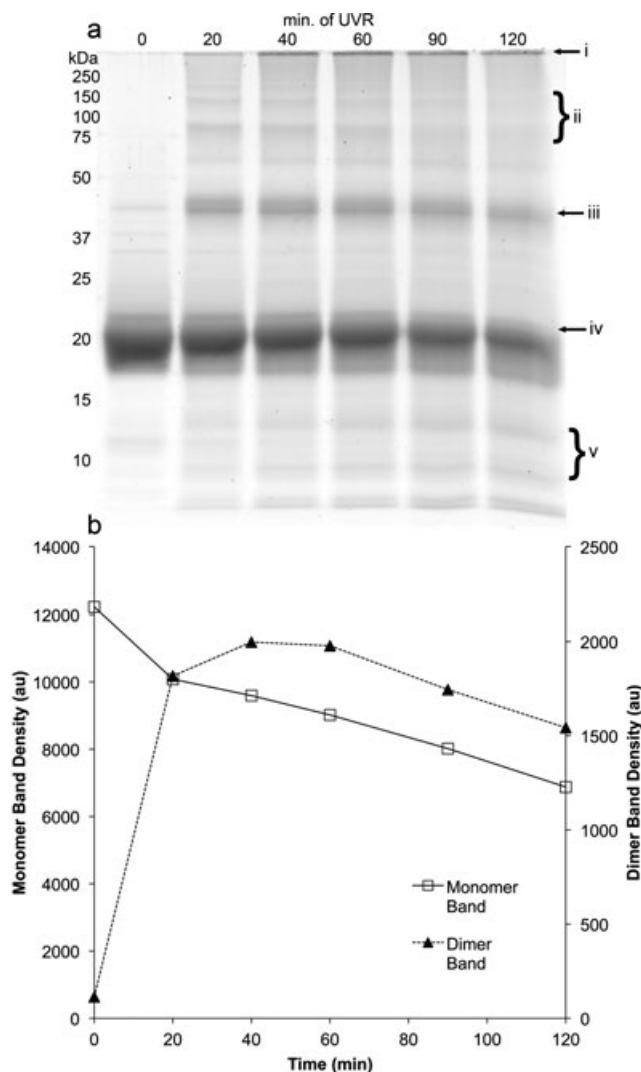 min. of UVR
a 0 20 40 60 90 120
i
kDa
250
150
100
75
ii
50
iii
37
25
20
iv
15
10
v
b
14000
12000
10000
8000
6000
4000
2000
0
Monomer Band Density (au)
2500
2000
1500
1000
500
0
Dimer Band Density (au)
Monomer
Band
Dimer
Band
0 20 40 60 80 100 120
Time (min)